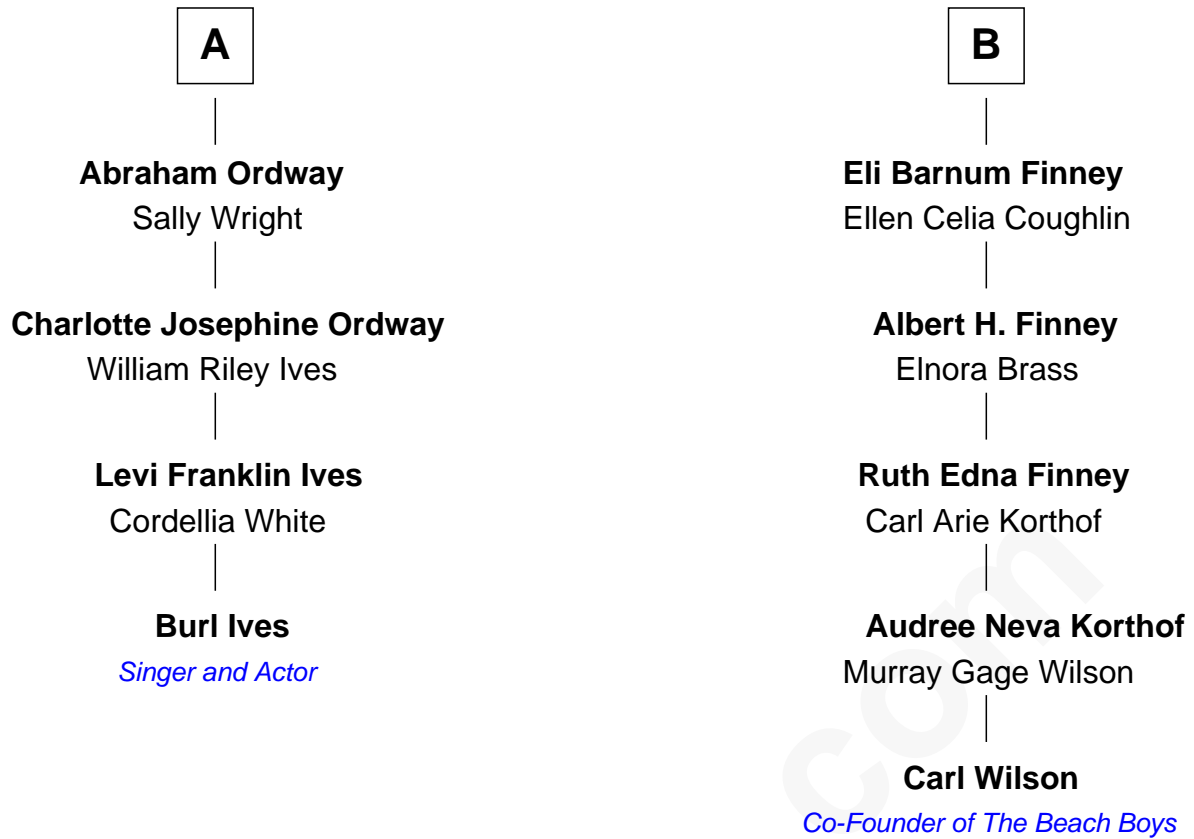 A
Abraham Ordway
Sally Wright
Charlotte Josephine Ordway
William Riley Ives
Levi Franklin Ives
Cordellia White
Burl Ives
Singer and Actor
B
Eli Barnum Finney
Ellen Celia Coughlin
Albert H. Finney
Elnora Brass
Ruth Edna Finney
Carl Arie Korthof
Audree Neva Korthof
Murray Gage Wilson
Carl Wilson
Co-Founder of The Beach Boys
com